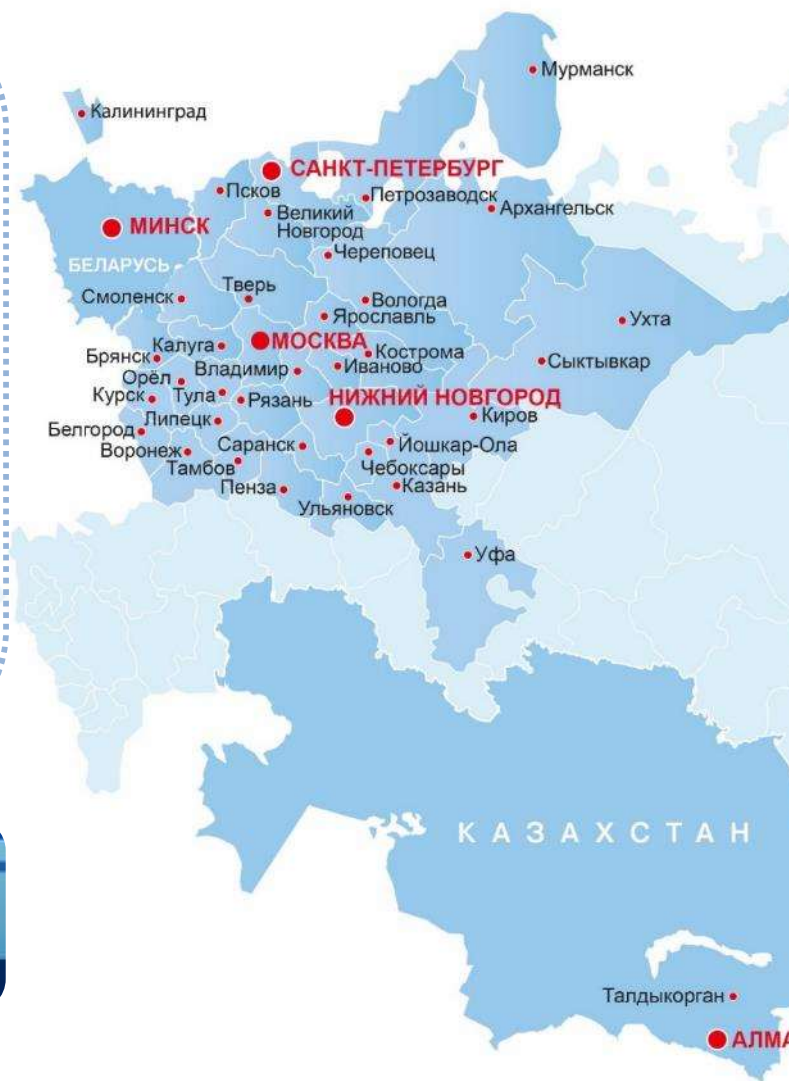 Мурманск
Калининград
САНКТ-ПЕТЕРБУРГ
Псков
Петрозаводск
Великий
Новгород
Архангельск
МИНСК
Череповец
БЕЛАРУСЬ
Тверь
Смоленск
Вологда
Ярославль
Ухта
Калуга
МОСКВА
Кострома
Брянск
Владимир
Иваново
Сыктывкар
Орёл
Курск
Тула
Рязань
НИЖНИЙ НОВГОРОД
Липецк
Киров
Белгород
Саранск
Йошкар-Ола
Воронеж
Тамбов
Чебоксары
Пенза
Казань
Ульяновск
Уфа
КАЗАХСТАН
Талдыкорган
АЛМА